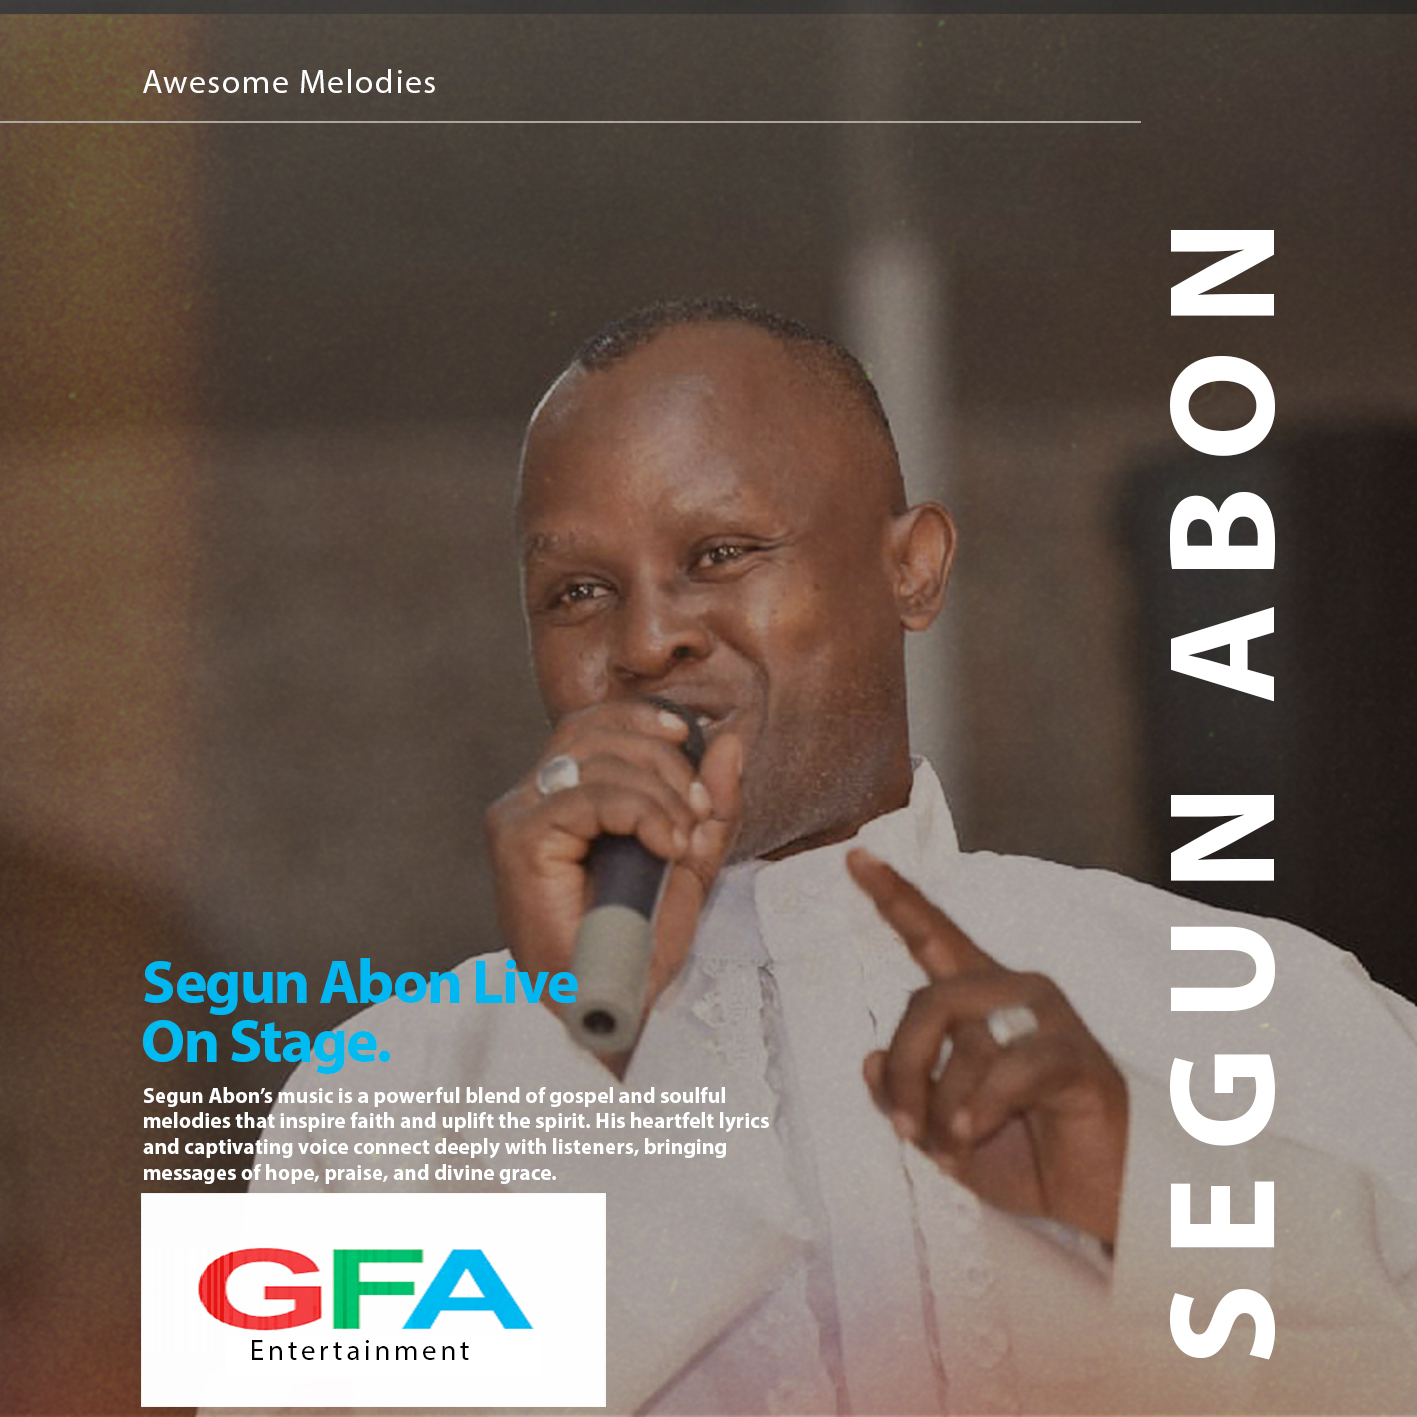 Awesome Melodies
SEGUN ABON
Segun Abon Live
On Stage.
Segun Abon’s music is a powerful blend of gospel and soulful
melodies that inspire faith and uplift the spirit. His heartfelt lyrics
and captivating voice connect deeply with listeners, bringing
messages of hope, praise, and divine grace.
GFA
Entertainment